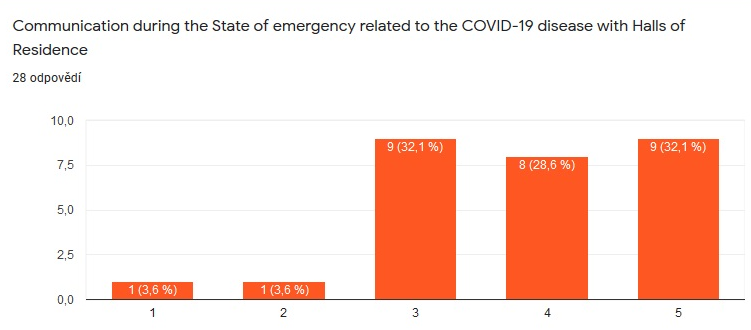 Communication during the State of emergency related to the COVID-19 disease with Halls of
Residence
28 odpovědí
10,0
7,5
5,0
2,5
0,0
1 (3,6 %)
1 (3,6 %)
9 (32,1 %)
8 (28,6 %)
9 (32,1 %)
1
2
3
4
5